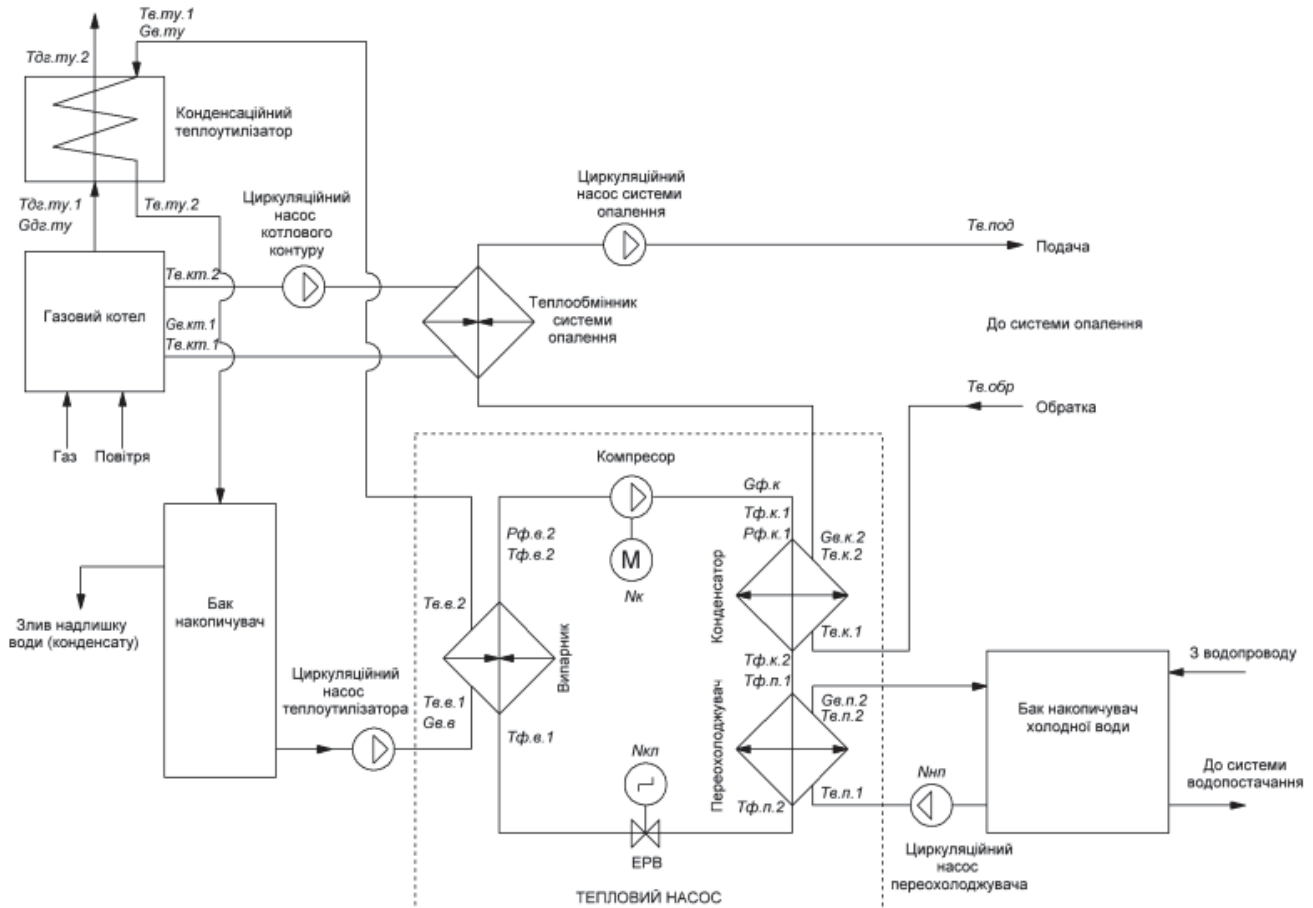 Тв.ту.1
Gв.ту
Тдг.ту.2
Конденсаційний
теплоутилізатор
Тдг.ту.1
Gдг.ту
Тв.ту.2
Циркуляційний
насос
котлового
контуру
Циркуляційний
насос системи
опалення
Тв.под
Подача
Тв.кт.2
Газовий котел
Gв.кт.1
Тв.кт.1
Теплообмінник
системи
опалення
До системи опалення
Тв.обр
Обратка
Газ
Повітря
Компресор
Gф.к
Тф.к.1
Рф.к.1
Рф.в.2
Тф.в.2
М
Nк
Gв.к.2
Тв.к.2
Конденсатор
Тв.к.1
Бак
накопичувач
Злив надлишку
води (конденсату)
Тв.в.2
Випарник
Тв.в.1
Gв.в
Тф.в.1
Циркуляційний
насос
теплоутилізатора
Тф.к.2
Тф.п.1
Gв.п.2
Тв.п.2
Переохолоджувач
Тв.п.1
Тф.п.2
Nкл
ЕРВ
ТЕПЛОВИЙ НАСОС
Nнп
Циркуляційний
насос
переохолоджувача
З водопроводу
Бак накопичувач
холодної води
До системи
водопостачання